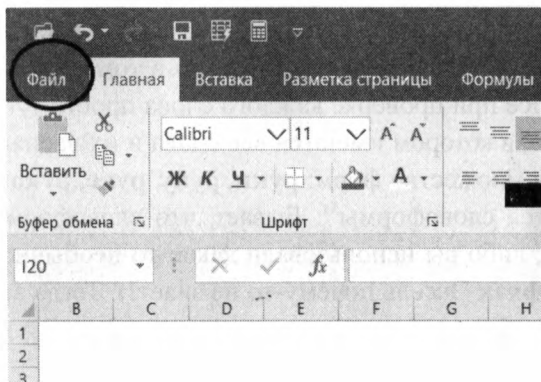 Файл Главная Вставка Разметка страницы Формулы
Calibri 11 А А
Вставить
Ж К Ч А
Буфер обмена Шрифт
I20 fx
B C D E F G H
1
2
3